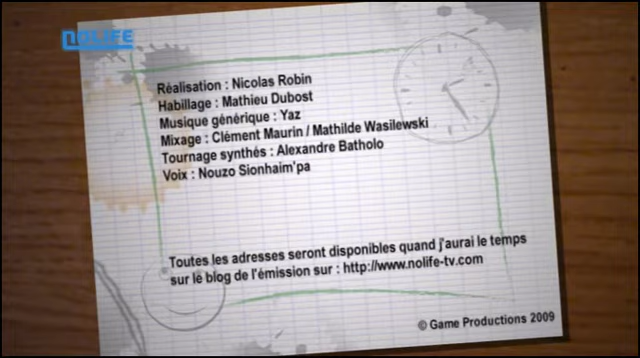 NOLIFE
Réalisation : Nicolas Robin
Habillage : Mathieu Dubost
Musique générique : Yaz
Mixage : Clément Maurin / Mathilde Wasilewski
Tournage synthés : Alexandre Batholo
Voix : Nouzo Sionhaim'pa
Toutes les adresses seront disponibles quand j'aurai le temps
sur le blog de l'émission sur : http://www.nolife-tv.com
© Game Productions 2009